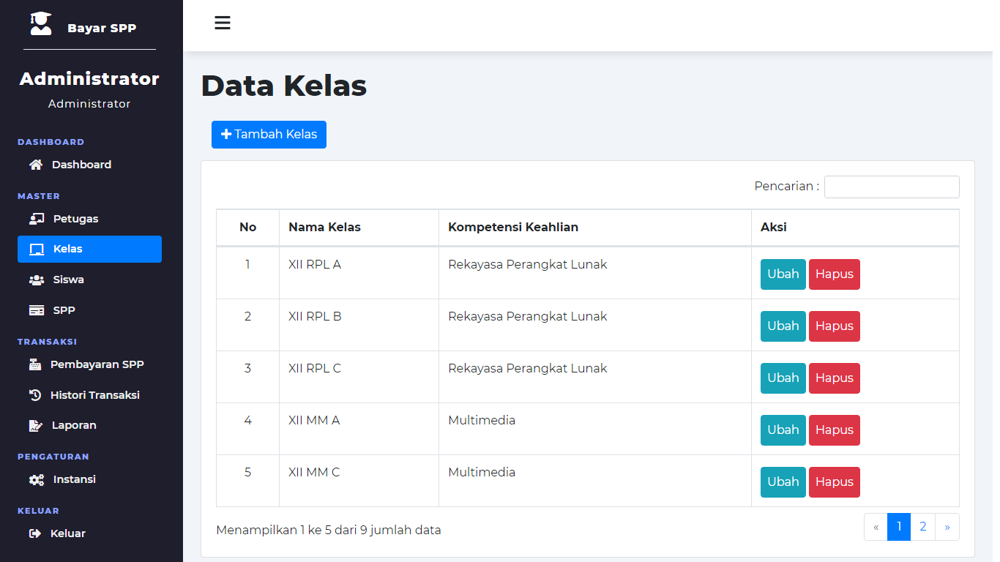 Bayar SPP
Administrator
Administrator
DASHBOARD
Dashboard
MASTER
Petugas
Kelas
Siswa
SPP
TRANSAKSI
Pembayaran SPP
Histori Transaksi
Laporan
PENGATURAN
Instansi
KELUAR
Keluar
Data Kelas
Tambah Kelas
Pencarian :
No Nama Kelas Kompetensi Keahlian Aksi
1 XII RPL A Rekayasa Perangkat Lunak Ubah Hapus
2 XII RPL B Rekayasa Perangkat Lunak Ubah Hapus
3 XII RPL C Rekayasa Perangkat Lunak Ubah Hapus
4 XII MM A Multimedia Ubah Hapus
5 XII MM C Multimedia Ubah Hapus
Menampilkan 1 ke 5 dari 9 jumlah data
« 1 2 »